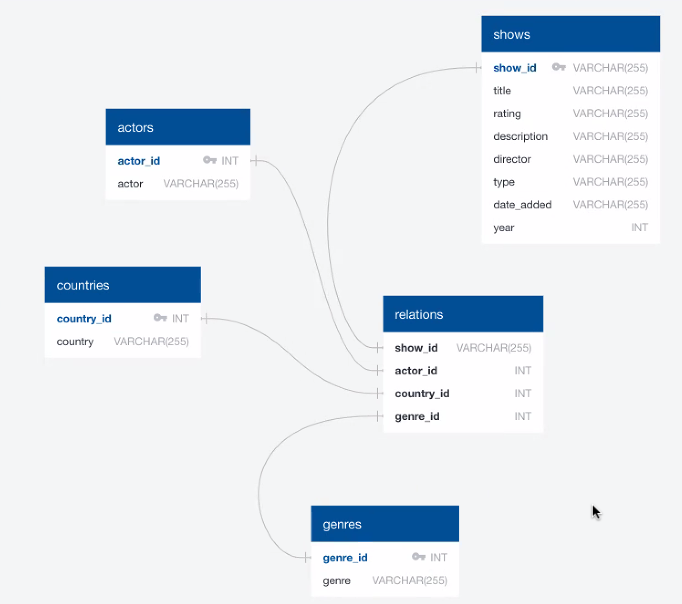 shows
show_id VARCHAR(255)
title VARCHAR(255)
rating VARCHAR(255)
description VARCHAR(255)
director VARCHAR(255)
type VARCHAR(255)
date_added VARCHAR(255)
year INT
actors
actor_id INT
actor VARCHAR(255)
countries
country_id INT
country VARCHAR(255)
relations
show_id VARCHAR(255)
actor_id INT
country_id INT
genre_id INT
genres
genre_id INT
genre VARCHAR(255)